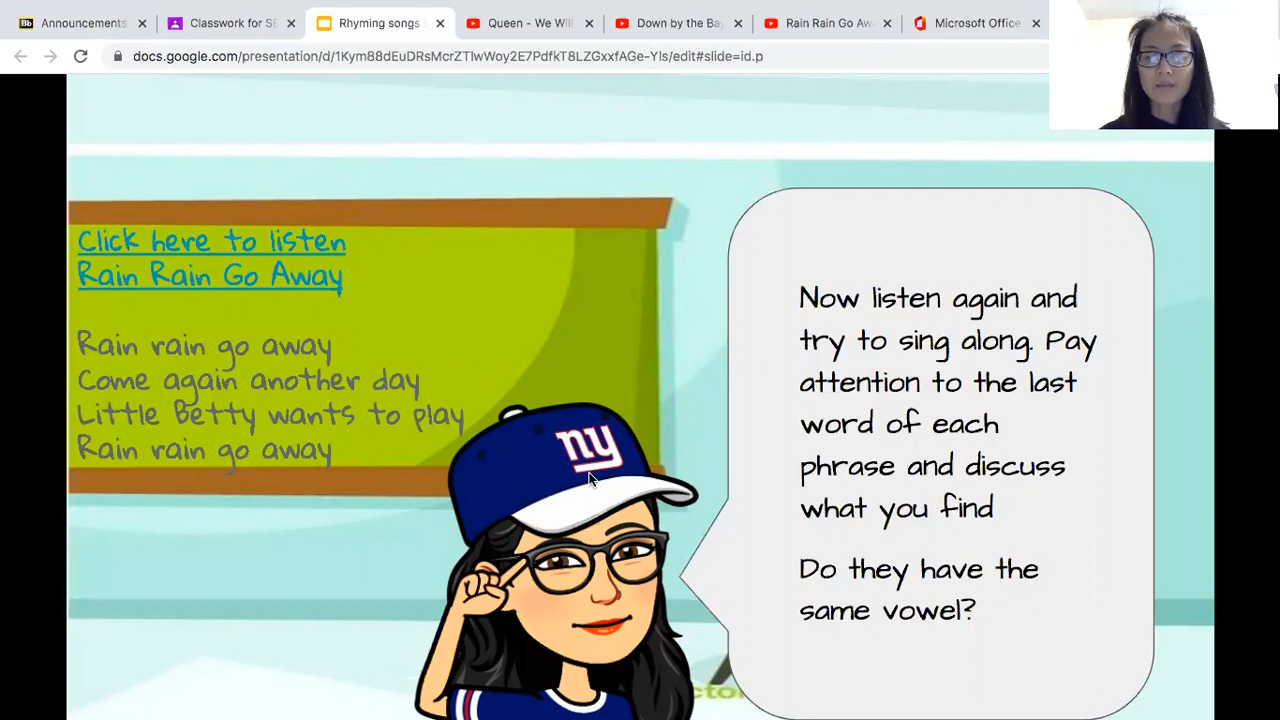 Announcements
Classwork for SE
Rhyming songs
Queen - We Wil
Down by the Bay
Rain Rain Go Awa
Microsoft Office
docs.google.com/presentation/d/1Kym88dEuDRsMcrZTlwWoy2E7PdfkT8LZGxxfAGe-Yls/edit#slide=id.p
Click here to listen
Rain Rain Go Away
Rain rain go away
Come again another day
Little Betty wants to play
Rain rain go away
ny
Now listen again and
try to sing along. Pay
attention to the last
word of each
phrase and discuss
what you find
Do they have the
same vowel?